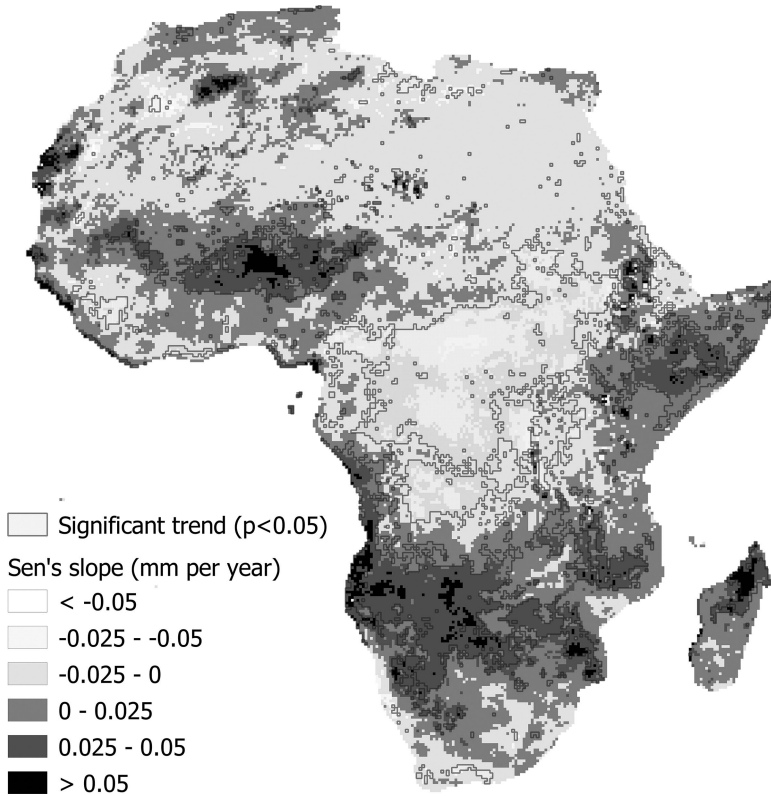 Significant trend (p<0.05)
Sen's slope (mm per year)
< -0.05
-0.025 - -0.05
-0.025 - 0
0 - 0.025
0.025 - 0.05
> 0.05